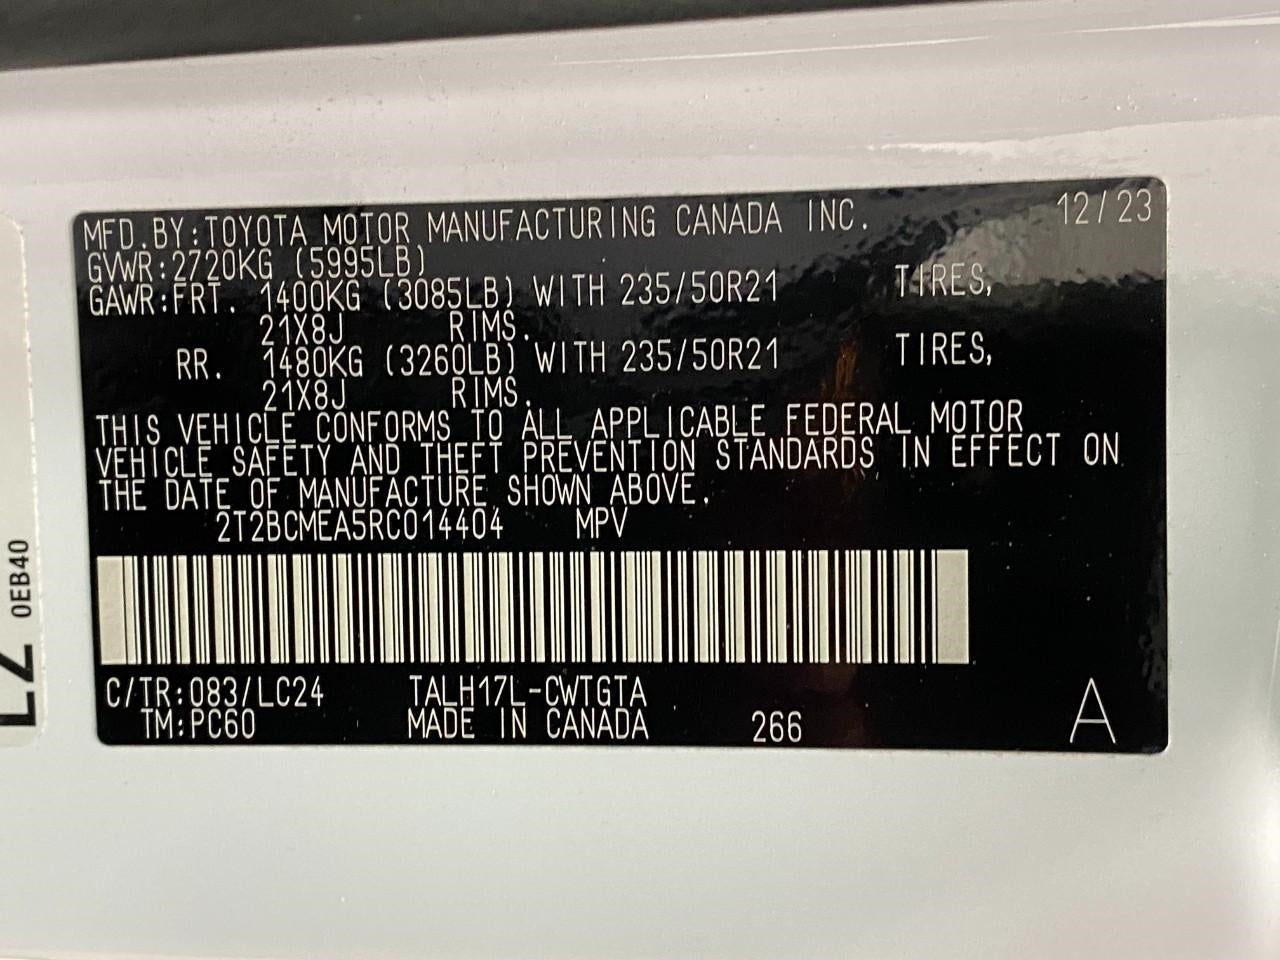 MFD.BY:TOYOTA MOTOR MANUFACTURING CANADA INC. 12/23
GVWR:2720KG (5995LB)
GAWR:FRT. 1400KG (3085LB) WITH 235/50R21 TIRES,
21X8J RIMS.
RR. 1480KG (3260LB) WITH 235/50R21 TIRES,
21X8J RIMS.
THIS VEHICLE CONFORMS TO ALL APPLICABLE FEDERAL MOTOR
VEHICLE SAFETY AND THEFT PREVENTION STANDARDS IN EFFECT ON
THE DATE OF MANUFACTURE SHOWN ABOVE.
2T2BCMEA5RC014404 MPV
C/TR:083/LC24 TALH17L-CWTGTA
TM:PC60 MADE IN CANADA 266 A
0EB40